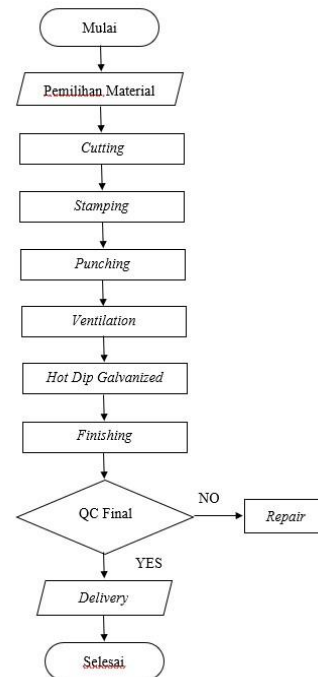 Mulai
Pemilihan Material
Cutting
Stamping
Punching
Ventilation
Hot Dip Galvanized
Finishing
QC Final
NO
Repair
YES
Delivery
Selesai